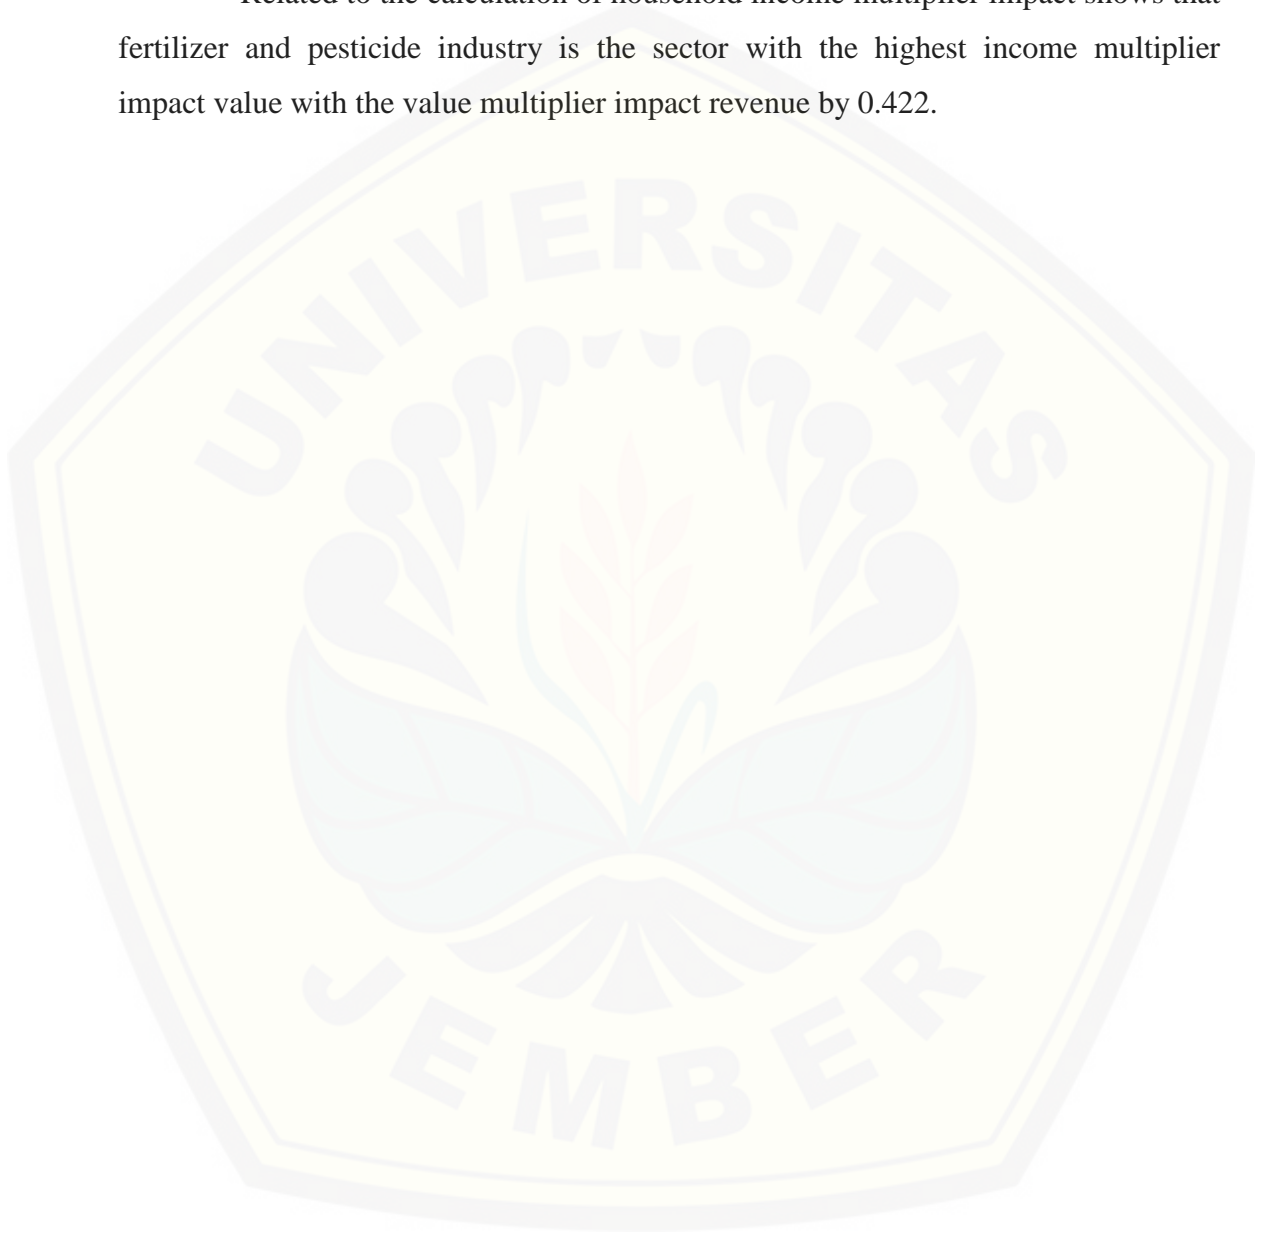 Related to the calculation of household income multiplier impact shows that
fertilizer and pesticide industry is the sector with the highest income multiplier
impact value with the value multiplier impact revenue by 0.422.
UNIVERSITAS
JEMBER